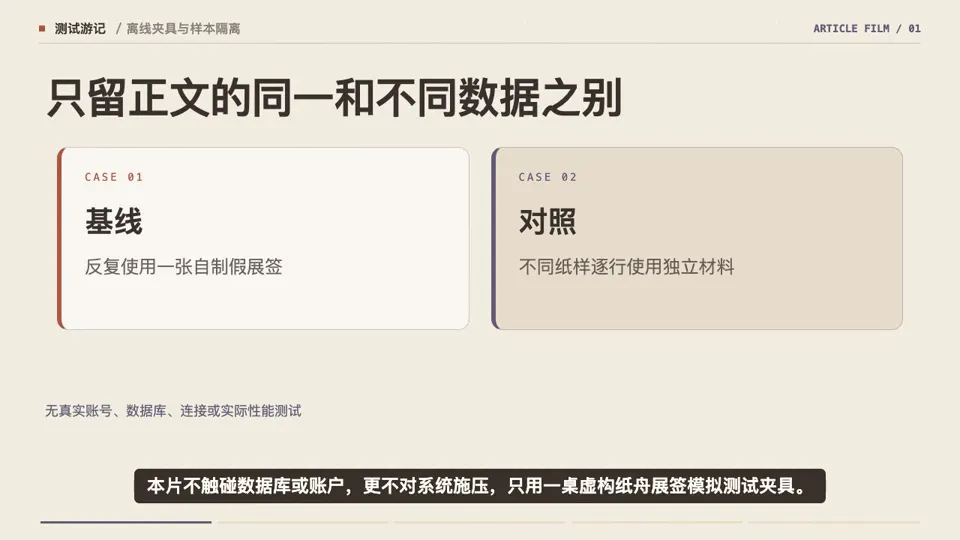 测试游记 / 离线夹具与样本隔离
ARTICLE FILM / 01
只留正文的同一和不同数据之别
CASE 01
基线
反复使用一张自制假展签
CASE 02
对照
不同纸样逐行使用独立材料
无真实账号、数据库、连接或实际性能测试
本片不触碰数据库或账户，更不对系统施压，只用一桌虚构纸舟展签模拟测试夹具。